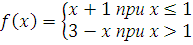 f(x) = {x + 1 при x ≤ 1
{3 − x при x > 1